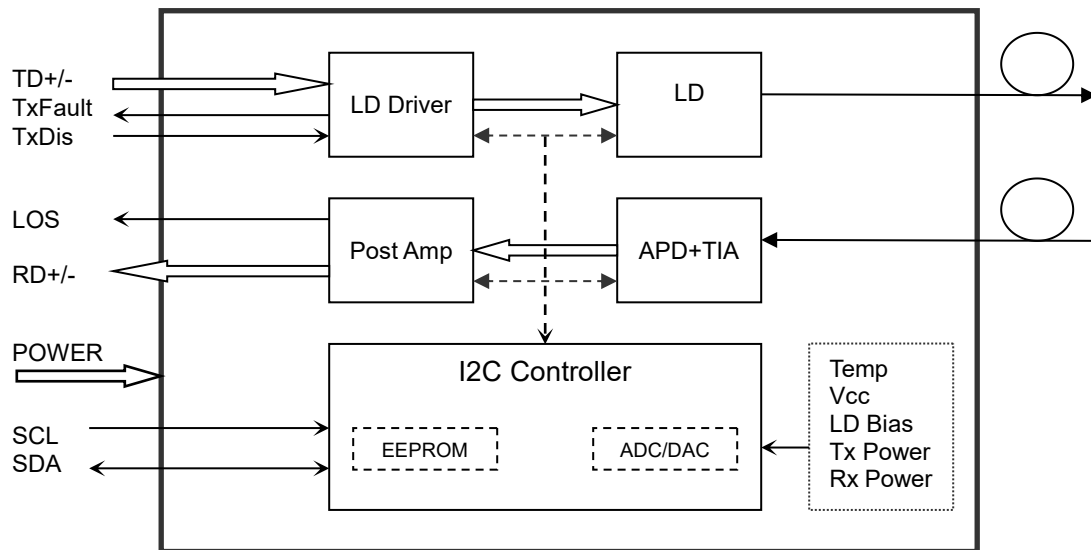 TD+/-
TxFault
TxDis
LD Driver
LD
LOS
RD+/-
Post Amp
APD+TIA
POWER
SCL
SDA
I2C Controller
EEPROM
ADC/DAC
Temp
Vcc
LD Bias
Tx Power
Rx Power